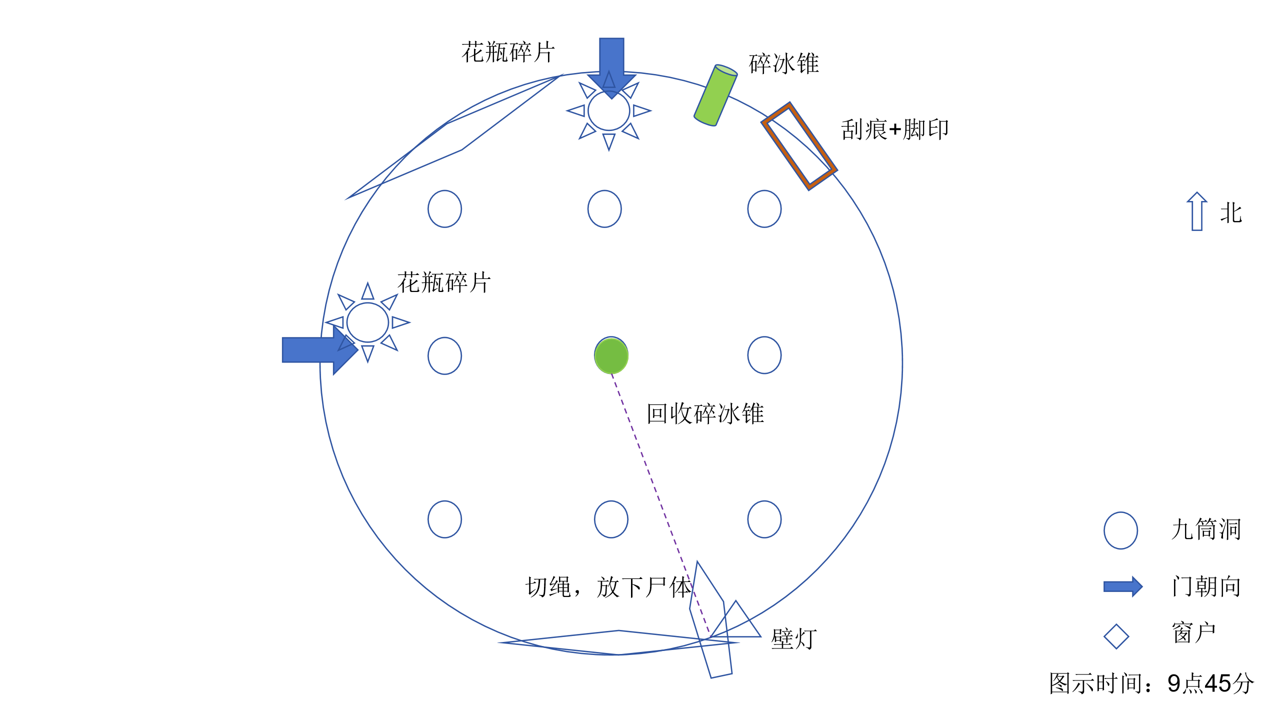 花瓶碎片
碎冰锥
刮痕+脚印
北
花瓶碎片
回收碎冰锥
九筒洞
切绳，放下尸体
门朝向
壁灯
窗户
图示时间：9点45分